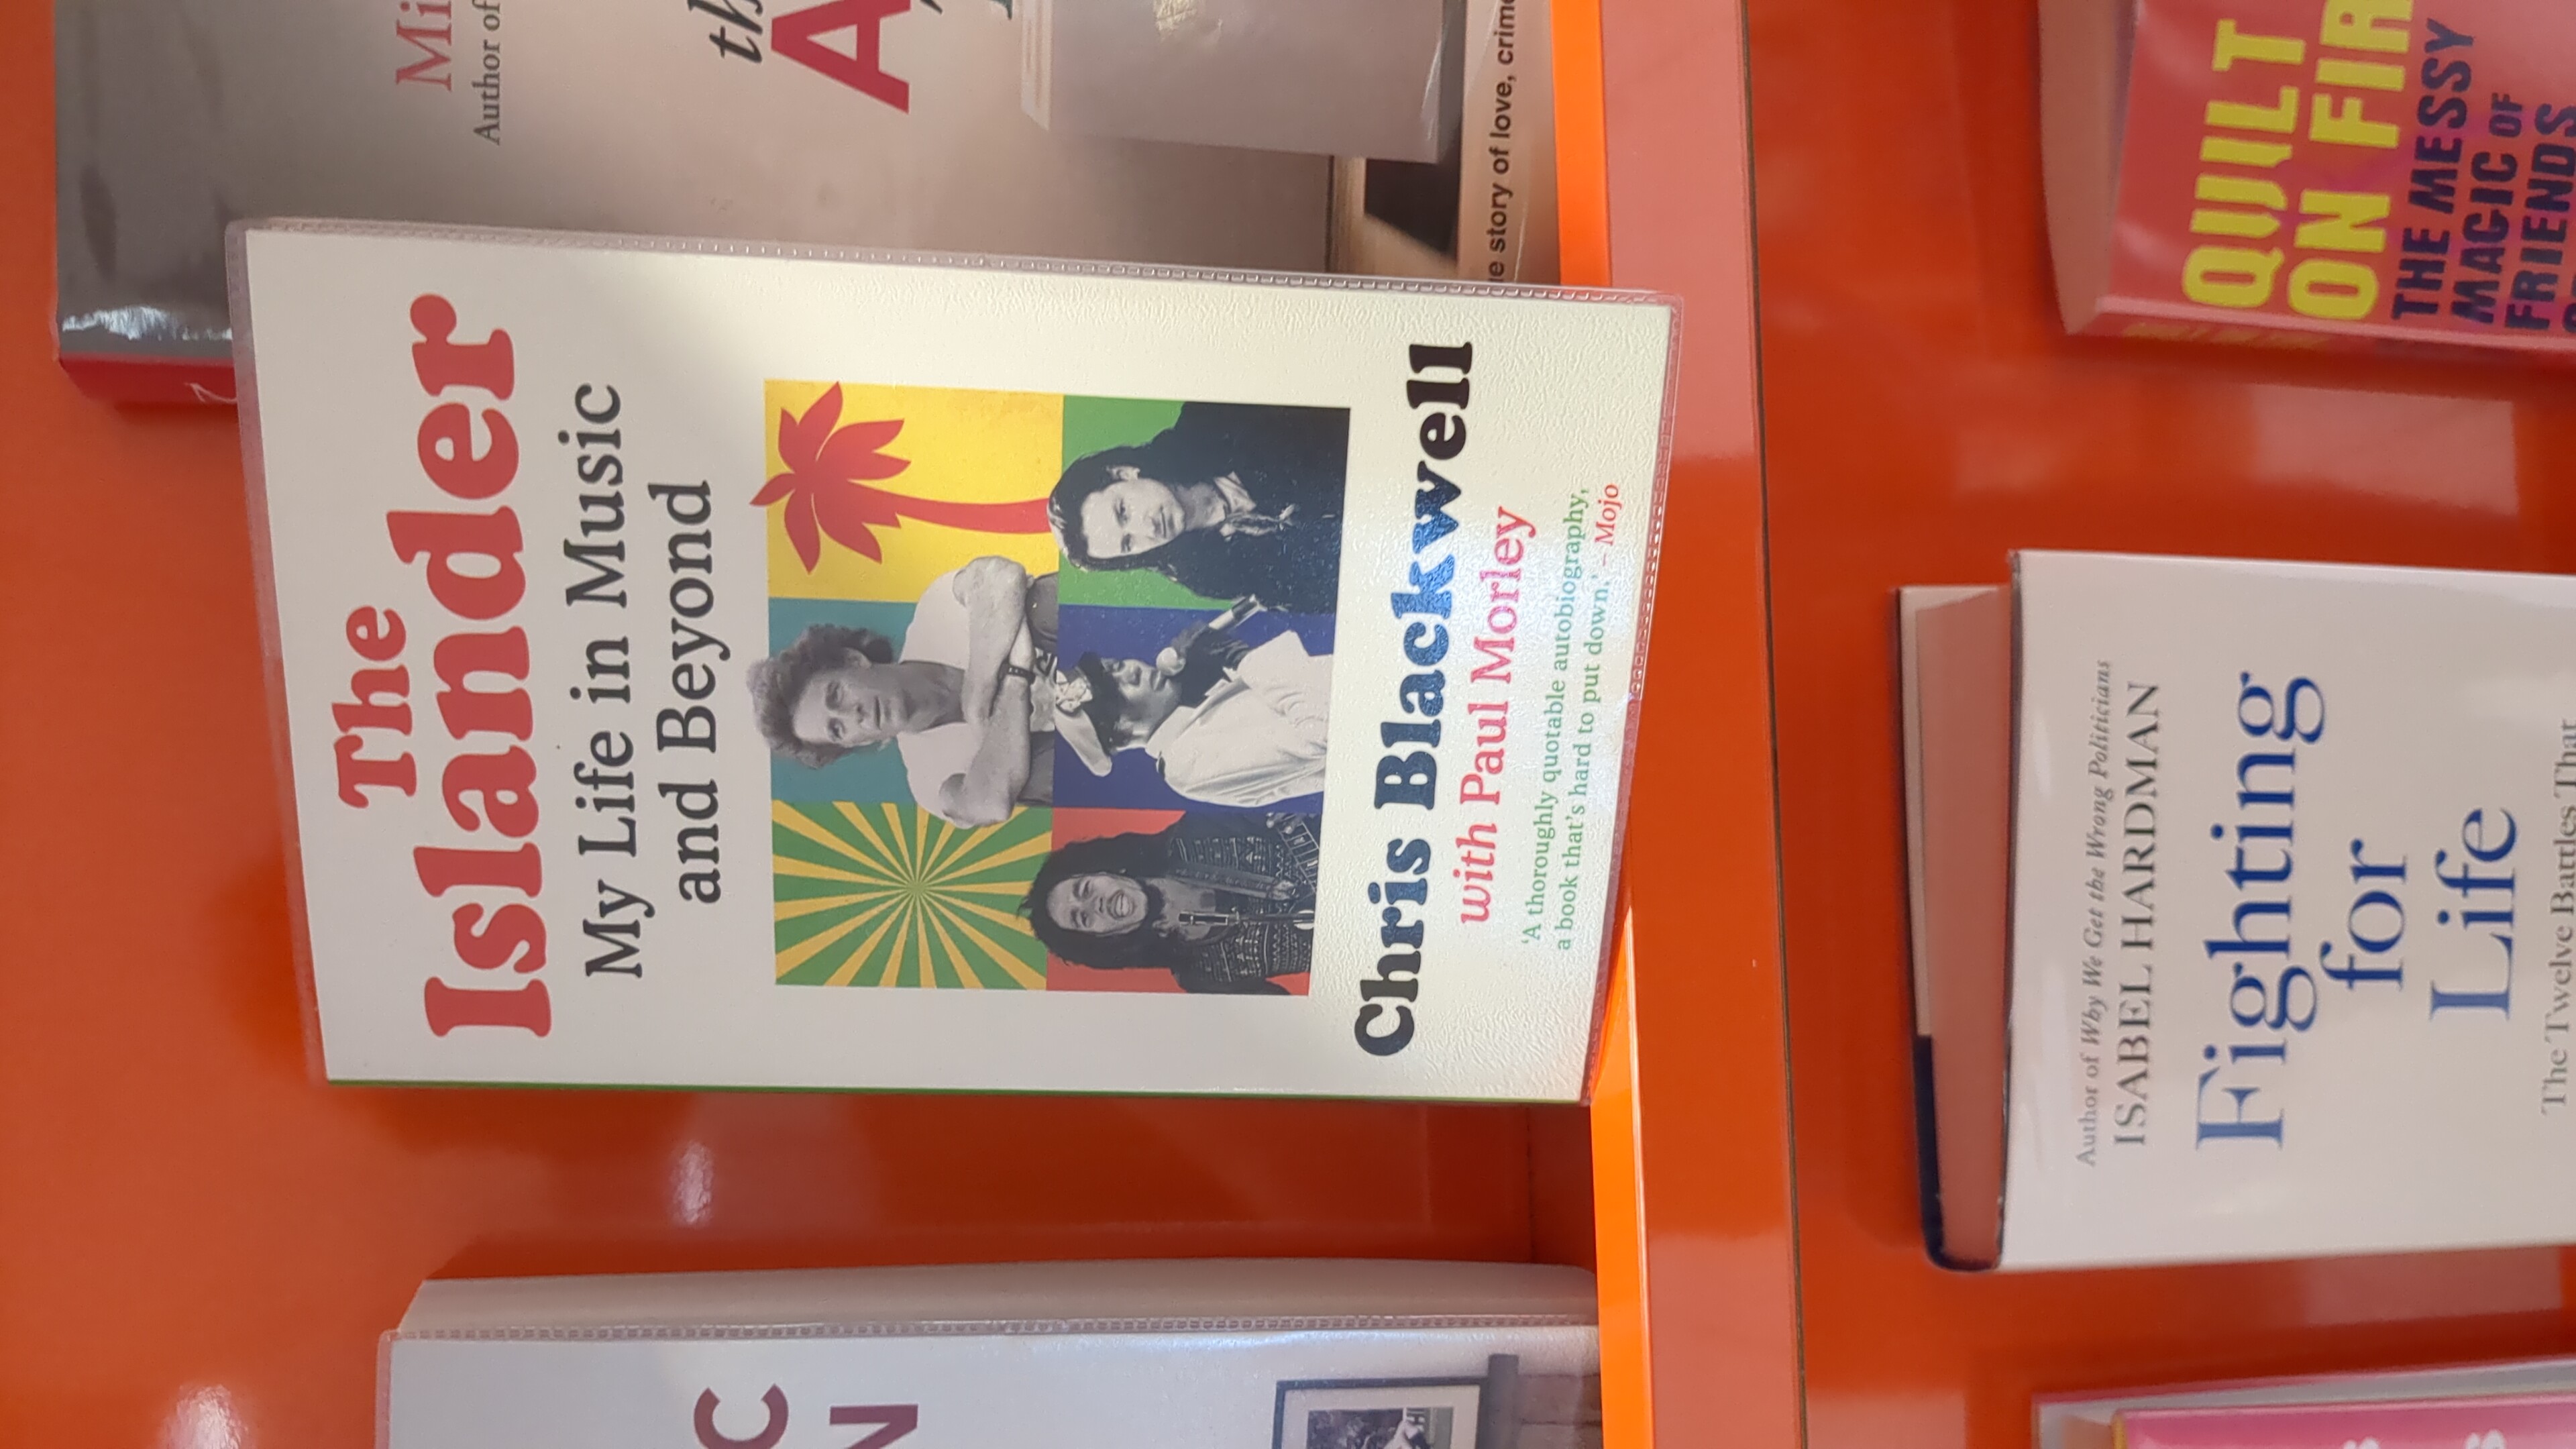 The
Islander
My Life in Music
and Beyond
Chris Blackwell
with Paul Morley
'A thoroughly quotable autobiography,
a book that's hard to put down.' – Mojo
C
N
Mi
Author of
th
A
e story of love, crime
Author of Why We Get the Wrong Politicians
ISABEL HARDMAN
Fighting
for
Life
The Twelve Battles That
QUILT
ON FIR
THE MESSY
MAGIC OF
FRIENDS